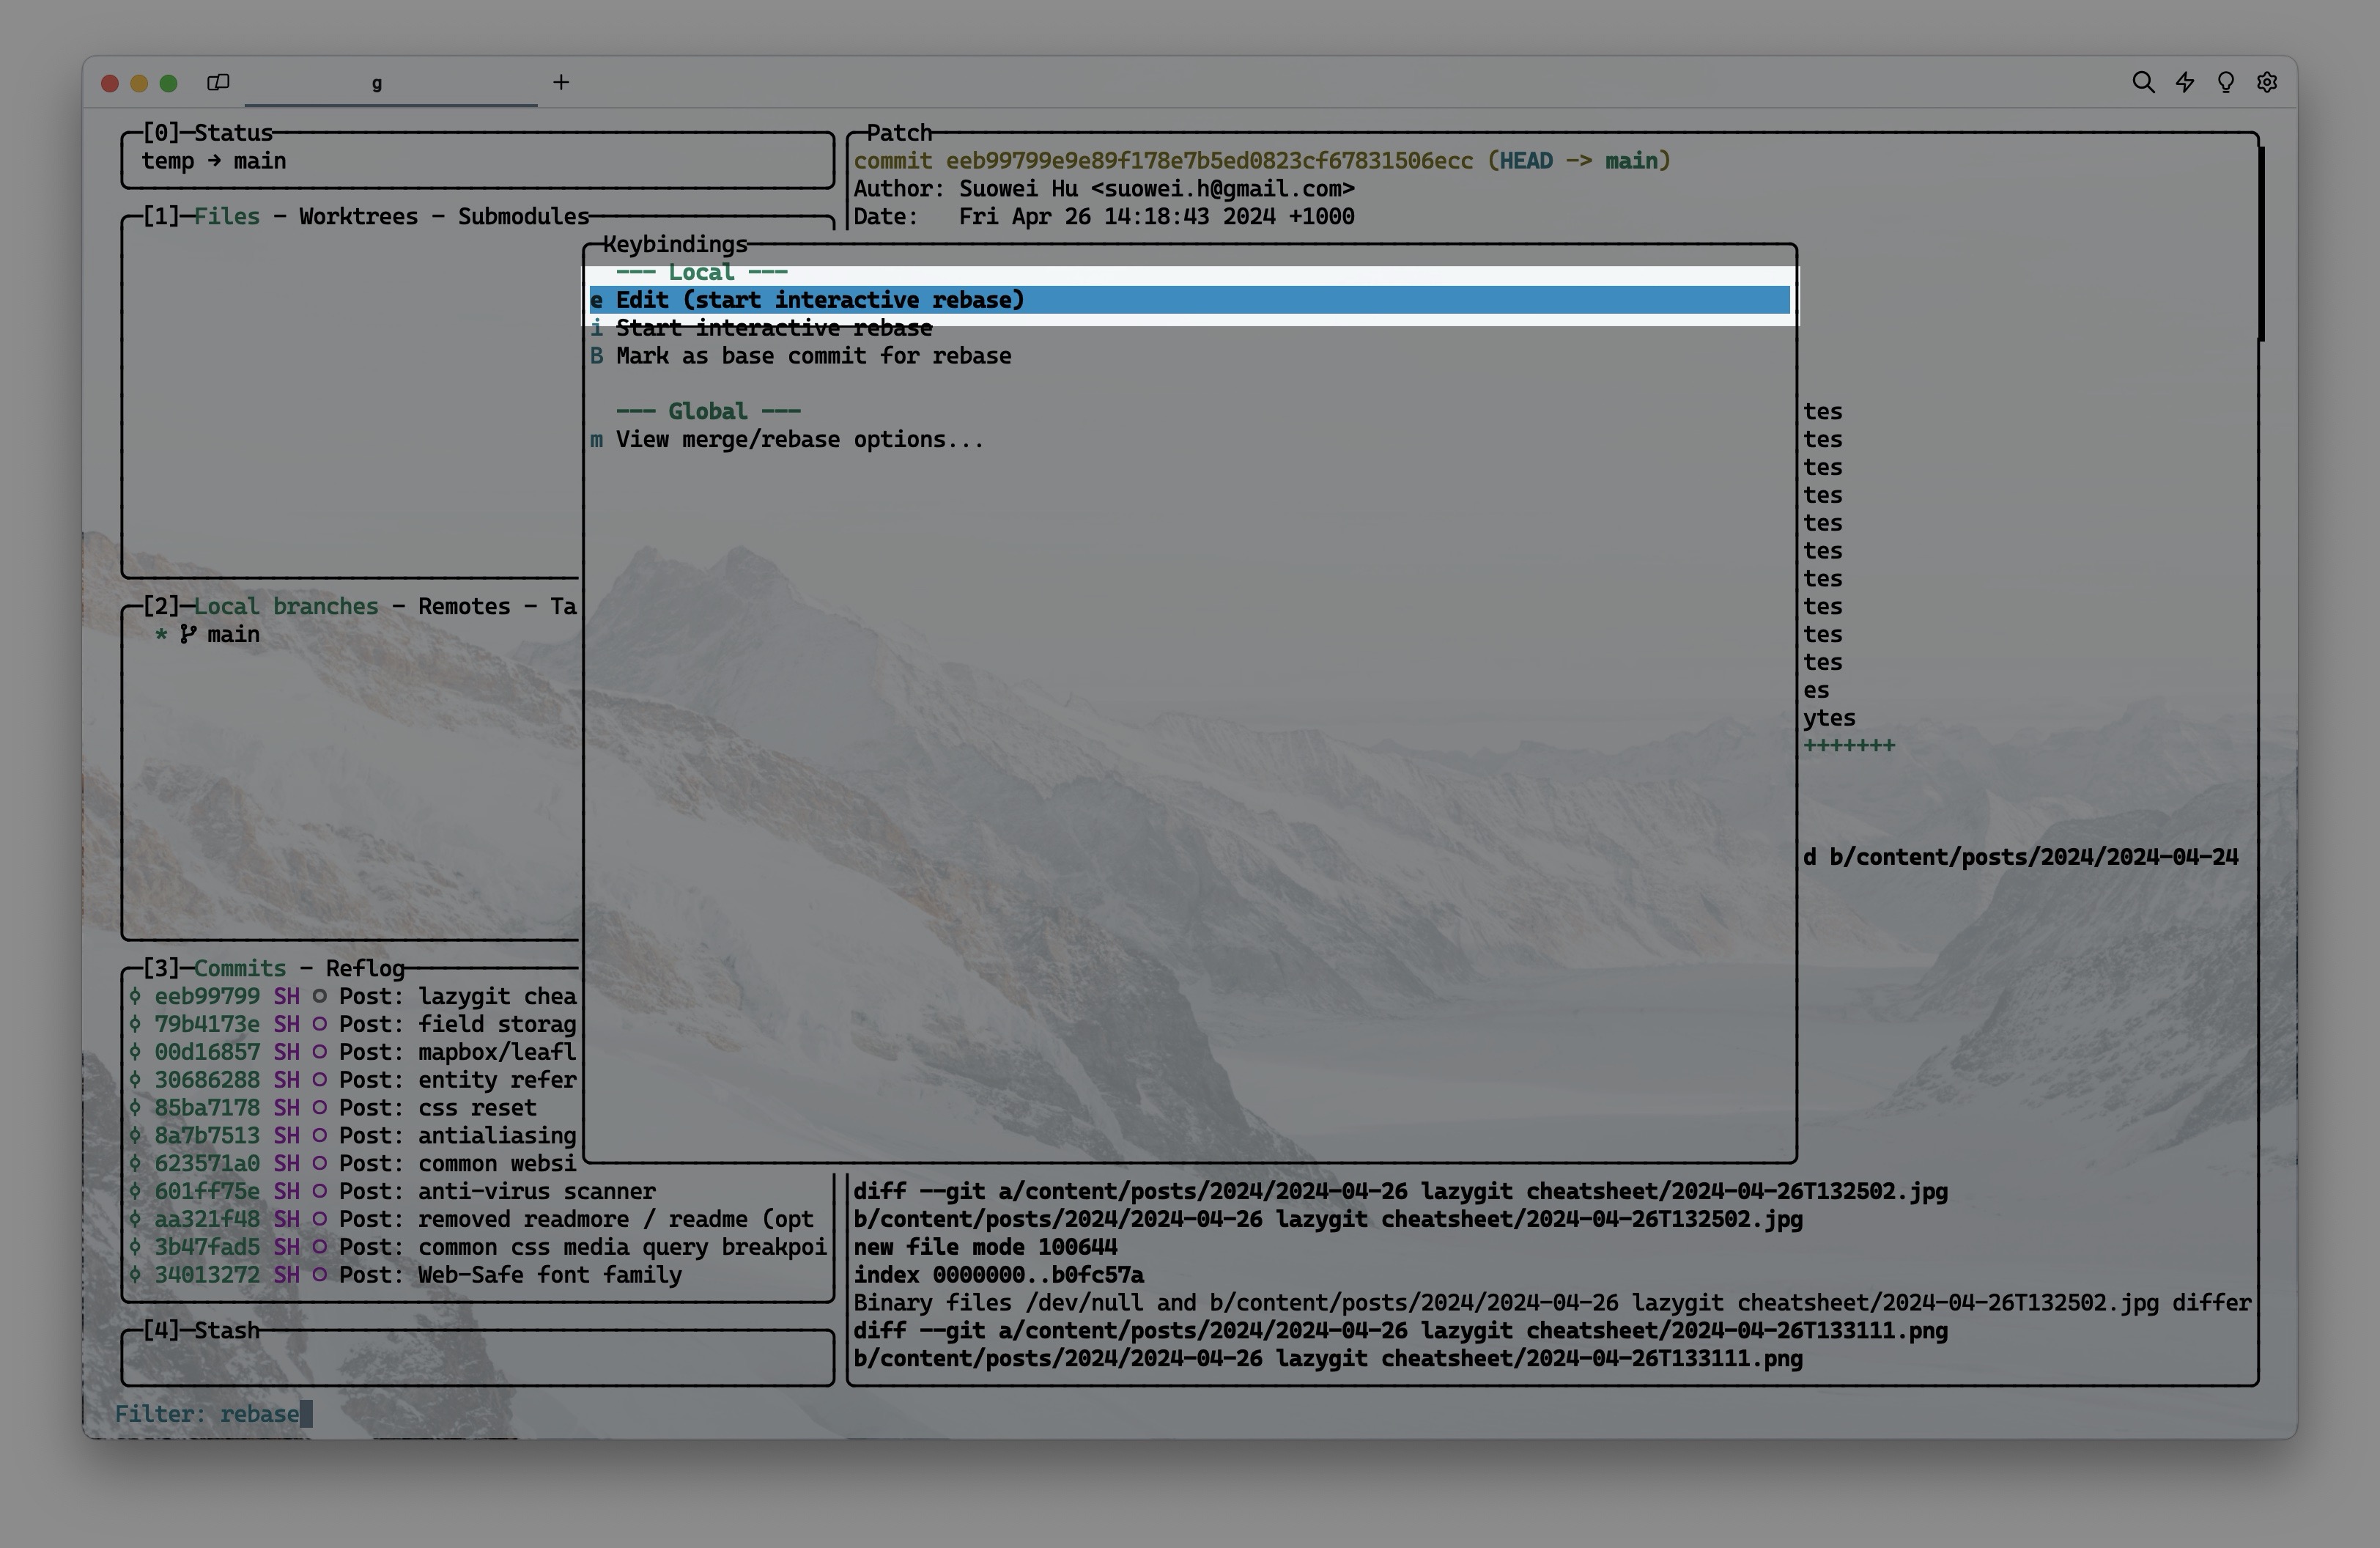 g
[0] Status
temp → main
Patch
commit eeb99799e9e89f178e7b5ed0823cf67831506ecc (HEAD -> main)
Author: Suowei Hu <suowei.h@gmail.com>
Date:   Fri Apr 26 14:18:43 2024 +1000
[1] Files - Worktrees - Submodules
Keybindings
--- Local ---
e Edit (start interactive rebase)
i Start interactive rebase
B Mark as base commit for rebase
--- Global ---
m View merge/rebase options...
tes
tes
tes
tes
tes
tes
tes
tes
tes
tes
es
ytes
+++++++
d b/content/posts/2024/2024-04-24
[2] Local branches - Remotes - Ta
* main
[3] Commits - Reflog
eeb99799 SH Post: lazygit chea
79b4173e SH Post: field storag
00d16857 SH Post: mapbox/leafl
30686288 SH Post: entity refer
85ba7178 SH Post: css reset
8a7b7513 SH Post: antialiasing
623571a0 SH Post: common websi
601ff75e SH Post: anti-virus scanner
aa321f48 SH Post: removed readmore / readme (opt
3b47fad5 SH Post: common css media query breakpoi
34013272 SH Post: Web-Safe font family
diff --git a/content/posts/2024/2024-04-26 lazygit cheatsheet/2024-04-26T132502.jpg
b/content/posts/2024/2024-04-26 lazygit cheatsheet/2024-04-26T132502.jpg
new file mode 100644
index 0000000..b0fc57a
Binary files /dev/null and b/content/posts/2024/2024-04-26 lazygit cheatsheet/2024-04-26T132502.jpg differ
diff --git a/content/posts/2024/2024-04-26 lazygit cheatsheet/2024-04-26T133111.png
b/content/posts/2024/2024-04-26 lazygit cheatsheet/2024-04-26T133111.png
[4] Stash
Filter: rebase